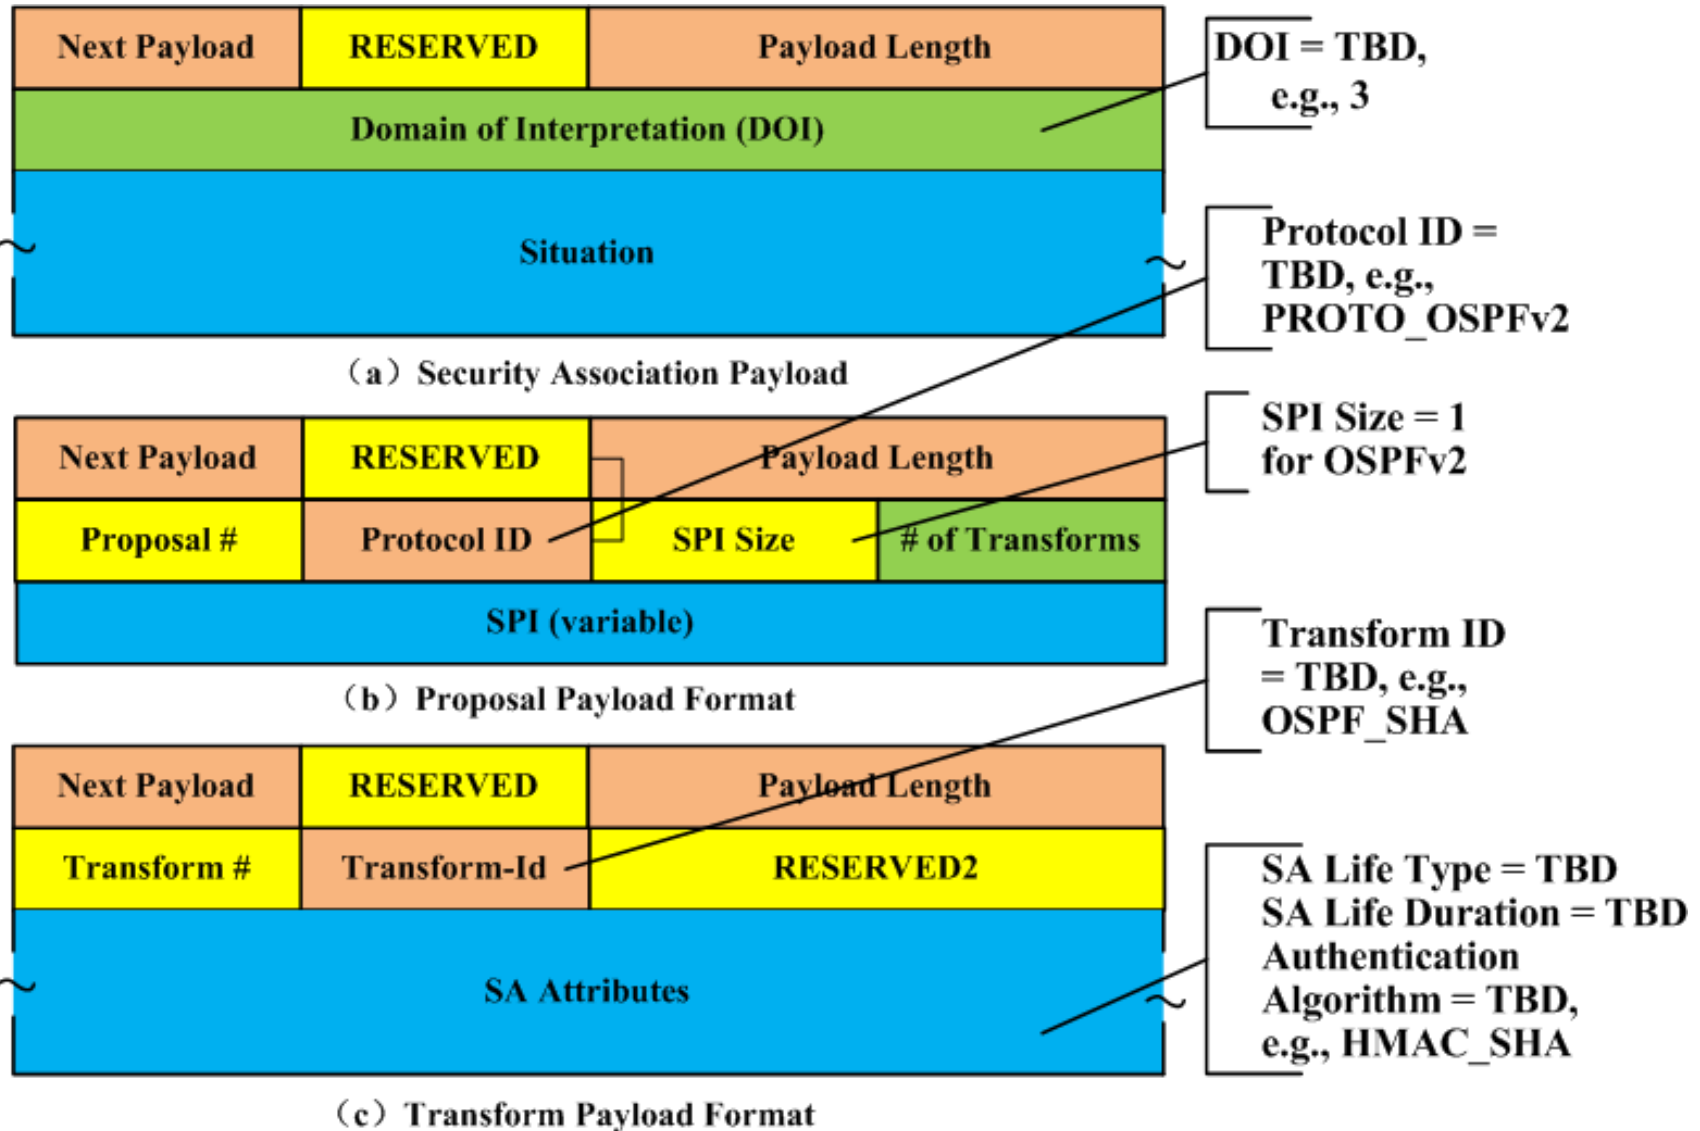 Next Payload RESERVED Payload Length
Domain of Interpretation (DOI)
Situation
DOI = TBD,
e.g., 3
（a）Security Association Payload
Protocol ID =
TBD, e.g.,
PROTO_OSPFv2
Next Payload RESERVED Payload Length
Proposal # Protocol ID SPI Size # of Transforms
SPI (variable)
SPI Size = 1
for OSPFv2
（b）Proposal Payload Format
Transform ID
= TBD, e.g.,
OSPF_SHA
Next Payload RESERVED Payload Length
Transform # Transform-Id RESERVED2
SA Attributes
SA Life Type = TBD
SA Life Duration = TBD
Authentication
Algorithm = TBD,
e.g., HMAC_SHA
（c）Transform Payload Format